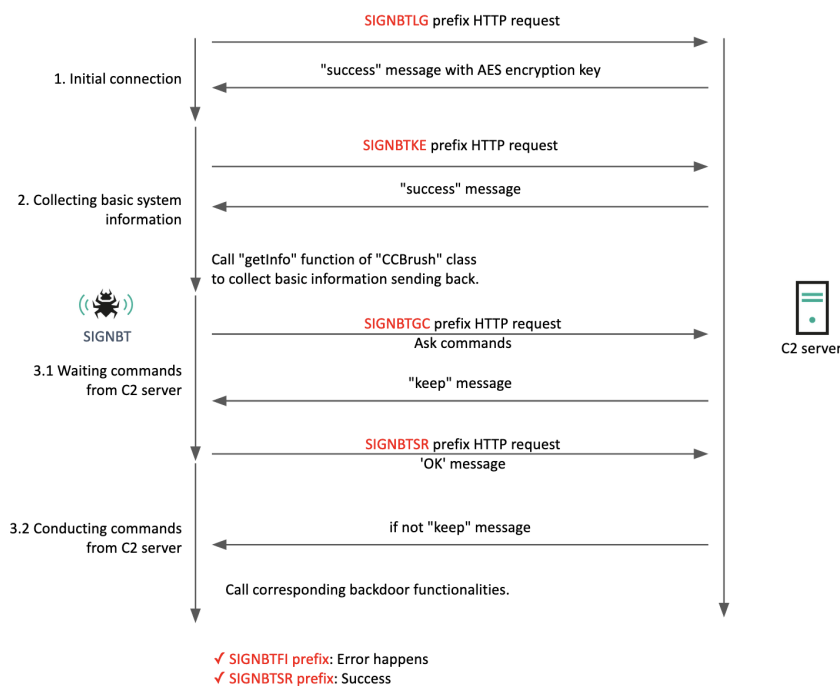 SIGNBTLG prefix HTTP request
1. Initial connection
"success" message with AES encryption key
SIGNBTKE prefix HTTP request
"success" message
2. Collecting basic system
information
Call "getInfo" function of "CCBrush" class
to collect basic information sending back.
SIGNBT
SIGNBTGC prefix HTTP request
Ask commands
C2 server
3.1 Waiting commands
from C2 server
"keep" message
SIGNBTSR prefix HTTP request
'OK' message
3.2 Conducting commands
from C2 server
if not "keep" message
Call corresponding backdoor functionalities.
✓ SIGNBTFI prefix: Error happens
✓ SIGNBTSR prefix: Success